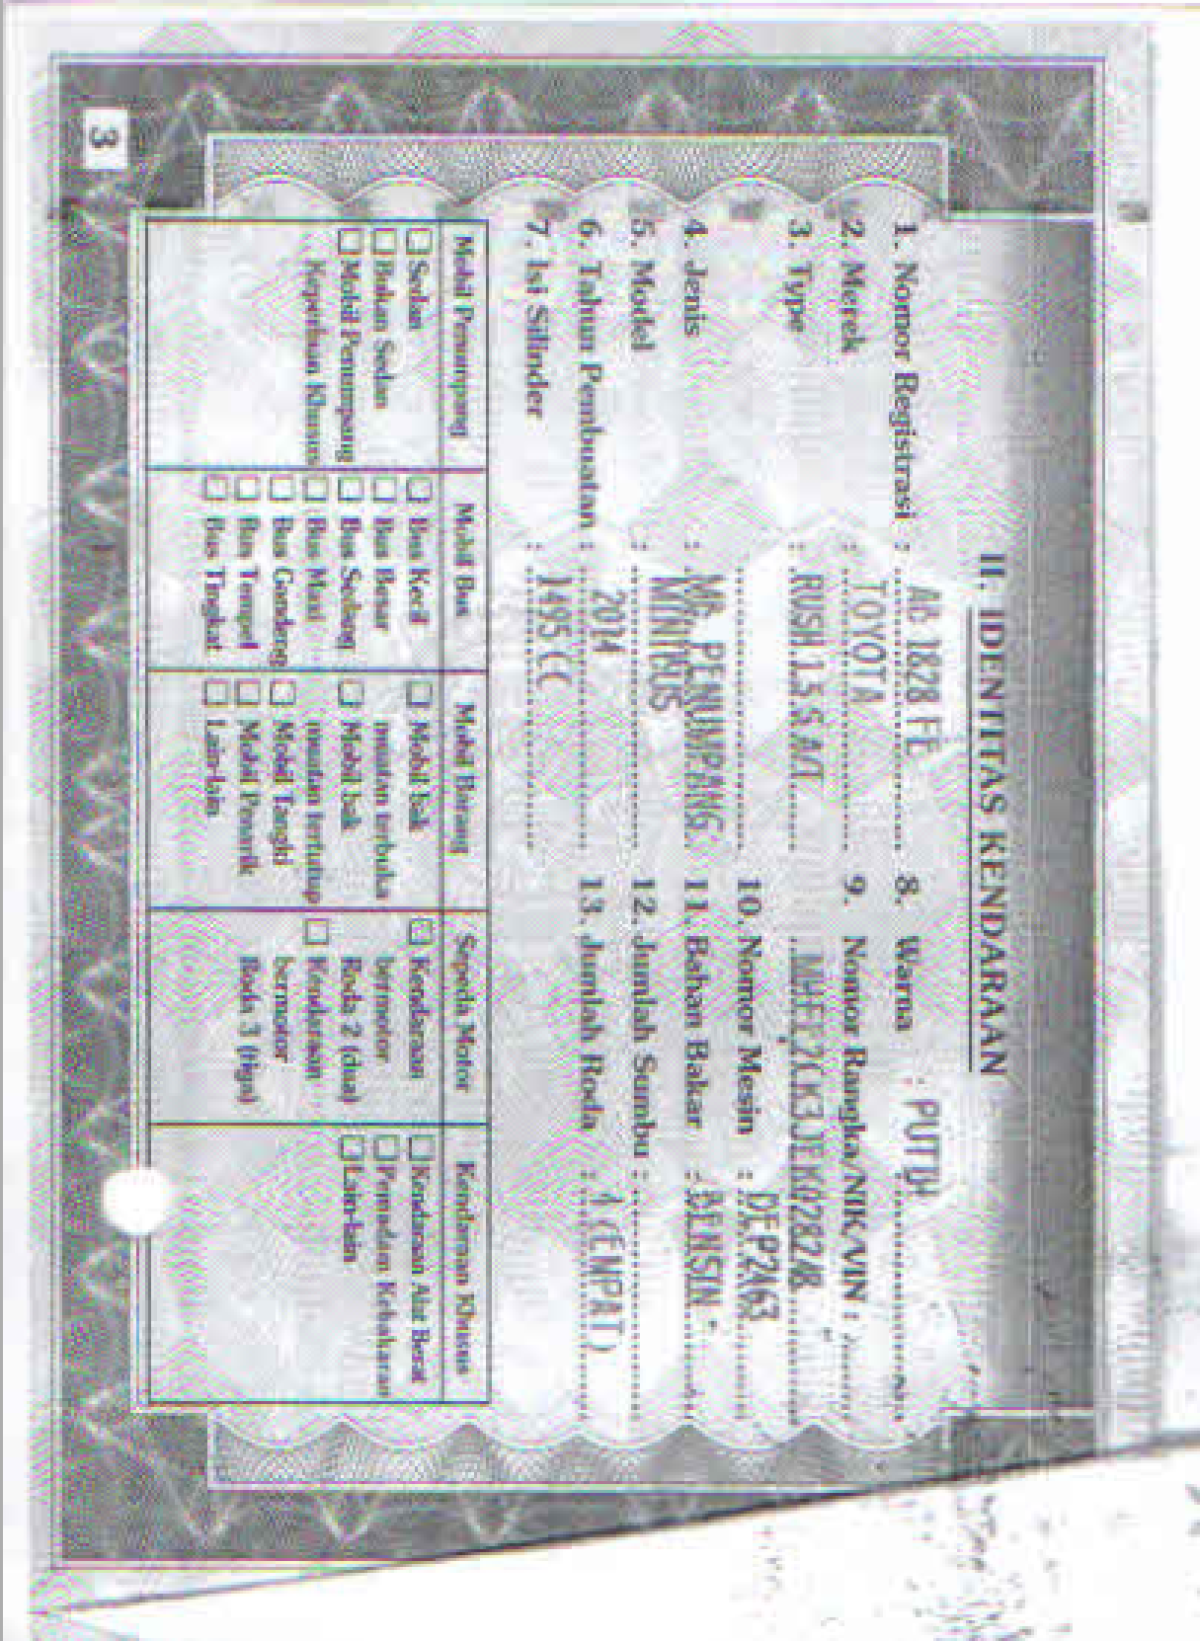 II. IDENTITAS KENDARAAN
1. Nomor Registrasi : AB 1828 FE
2. Merek : TOYOTA
3. Type : RUSH 1.5 S A/T
4. Jenis : MB. PENUMPANG
5. Model : MINIBUS
6. Tahun Pembuatan : 2014
7. Isi Silinder : 1495 CC
8. Warna : PUTIH
9. Nomor Rangka/NIK/VIN :
10. Nomor Mesin :
11. Bahan Bakar : BENSIN
12. Jumlah Sumbu :
13. Jumlah Roda : 4 (EMPAT)
Mobil Penumpang
Sedan
Bukan Sedan
Mobil Penumpang
Keperluan Khusus
Mobil Bus
Bus Kecil
Bus Besar
Bus Sedang
Bus Maxi
Bus Gandeng
Bus Tempel
Bus Tingkat
Mobil Barang
Mobil bak
muatan terbuka
Mobil bak
muatan tertutup
Mobil Tangki
Mobil Penarik
Lain-lain
Sepeda Motor
Kendaraan
bermotor
Roda 2 (dua)
Kendaraan
bermotor
Roda 3 (tiga)
Kendaraan Khusus
Kendaraan Alat Berat
Pemadam Kebakaran
Lain-lain
3